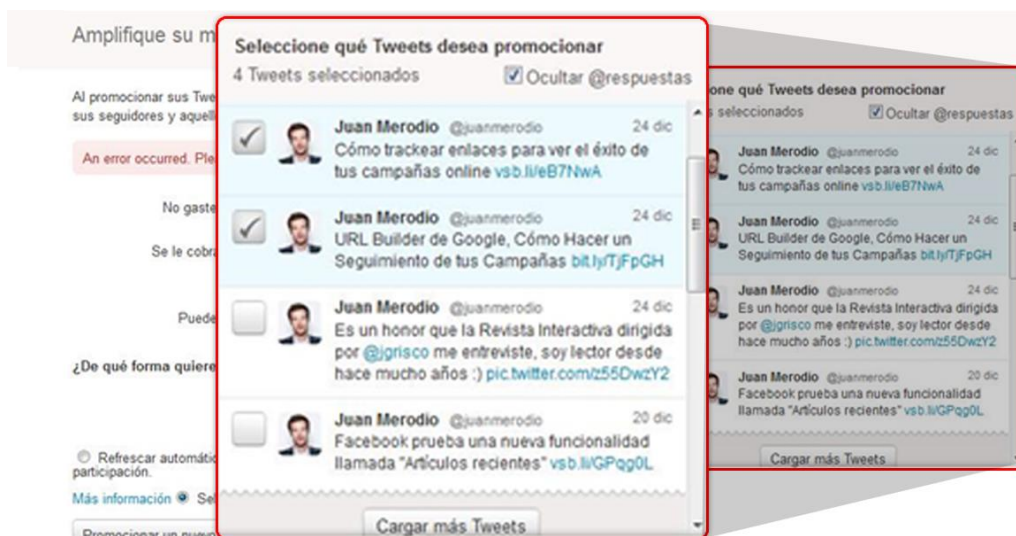 Amplifique su m
Al promocionar sus Twe
sus seguidores y aquell
An error occurred. Ple
No gaste
Se le cobra
Puede
¿De qué forma quiere
Refrescar automátic
participación.
Más información Sel
Promocionar un nuevo
Seleccione qué Tweets desea promocionar
4 Tweets seleccionados Ocultar @respuestas
Juan Merodio @juanmerodio 24 dic
Cómo trackear enlaces para ver el éxito de
tus campañas online vsb.li/eB7NwA
Juan Merodio @juanmerodio 24 dic
URL Builder de Google, Cómo Hacer un
Seguimiento de tus Campañas bit.ly/TjFpGH
Juan Merodio @juanmerodio 24 dic
Es un honor que la Revista Interactiva dirigida
por @jgrisco me entreviste, soy lector desde
hace mucho años :) pic.twitter.com/z55DwzY2
Juan Merodio @juanmerodio 20 dic
Facebook prueba una nueva funcionalidad
llamada "Artículos recientes" vsb.li/GPqg0L
Cargar más Tweets
one qué Tweets desea promocionar
s seleccionados Ocultar @respuestas
Juan Merodio @juanmerodio 24 dic
Cómo trackear enlaces para ver el éxito de
tus campañas online vsb.li/eB7NwA
Juan Merodio @juanmerodio 24 dic
URL Builder de Google, Cómo Hacer un
Seguimiento de tus Campañas bit.ly/TjFpGH
Juan Merodio @juanmerodio 24 dic
Es un honor que la Revista Interactiva dirigida
por @jgrisco me entreviste, soy lector desde
hace mucho años :) pic.twitter.com/z55DwzY2
Juan Merodio @juanmerodio 20 dic
Facebook prueba una nueva funcionalidad
llamada "Artículos recientes" vsb.li/GPqg0L
Cargar más Tweets